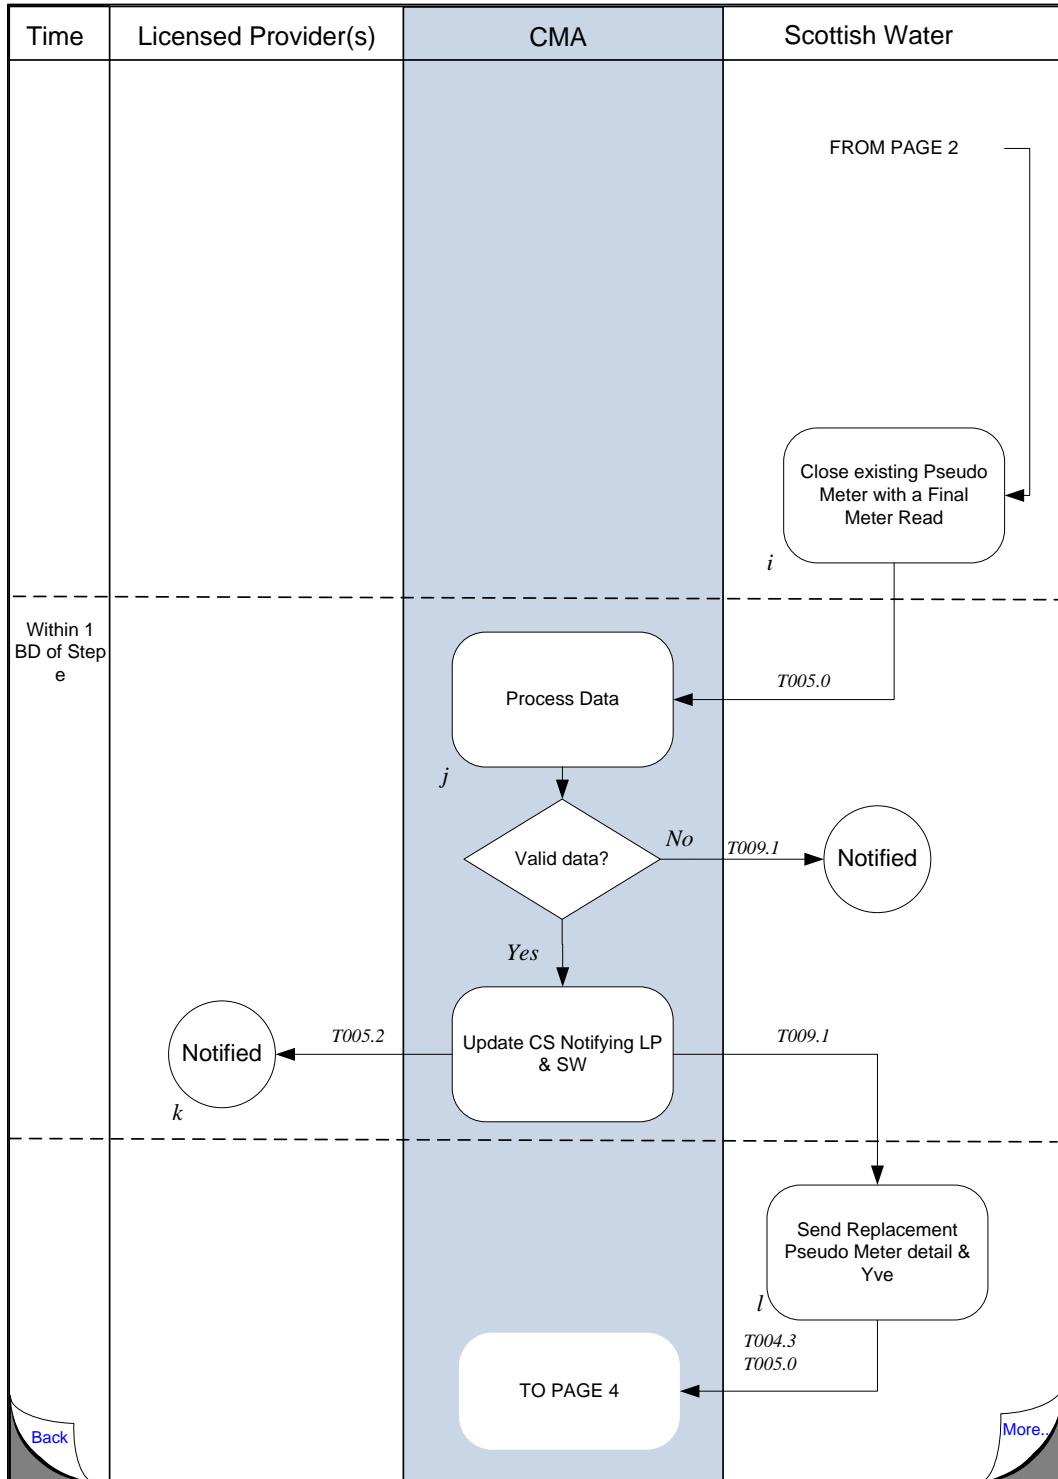 Time
Licensed Provider(s)
CMA
Scottish Water
FROM PAGE 2
Close existing Pseudo
Meter with a Final
Meter Read
i
Within 1
BD of Step
e
T005.0
Process Data
j
Valid data?
No
T009.1
Notified
Yes
Notified
k
T005.2
Update CS Notifying LP
& SW
T009.1
Send Replacement
Pseudo Meter detail &
Yve
l
T004.3
T005.0
TO PAGE 4
Back
More..